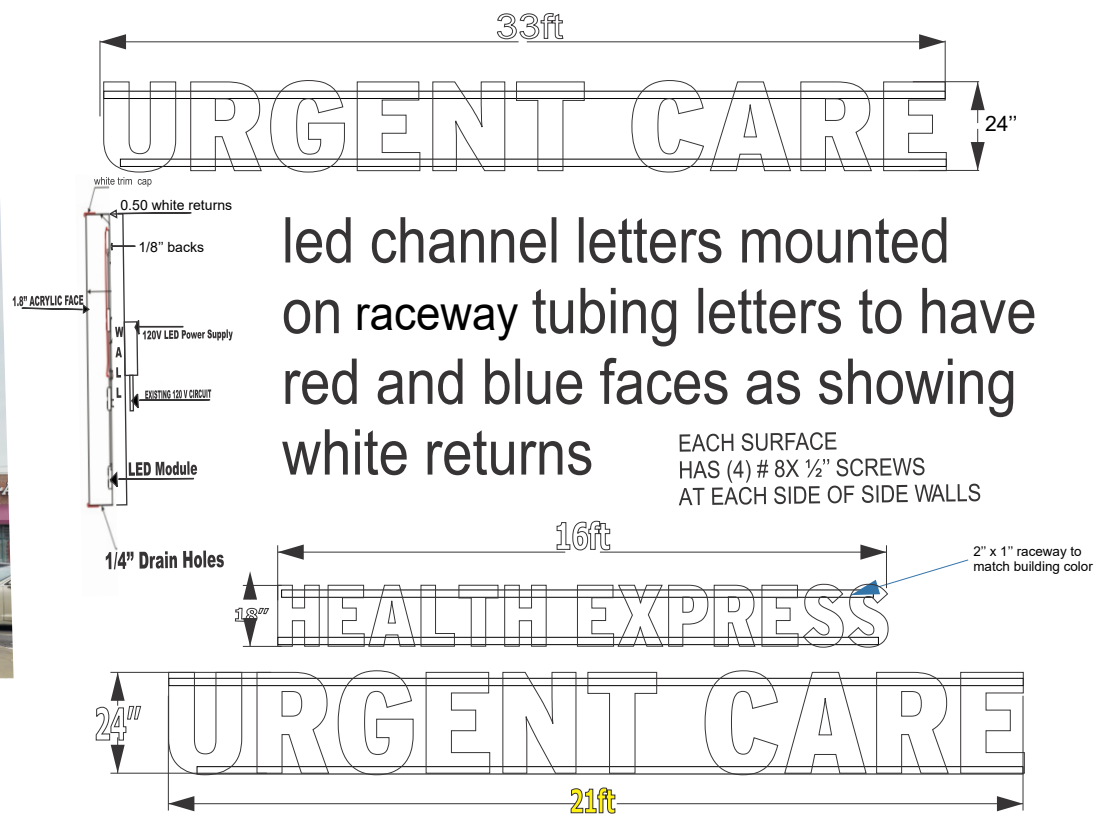 33ft
URGENT CARE
24’’
white trim cap
0.50 white returns
1/8’’ backs
1.8” ACRYLIC FACE
WALL
120V LED Power Supply
EXISTING 120 V CIRCUIT
LED Module
1/4” Drain Holes
led channel letters mounted
on raceway tubing letters to have
red and blue faces as showing
white returns
EACH SURFACE
HAS (4) # 8X ½’’ SCREWS
AT EACH SIDE OF SIDE WALLS
16ft
2’’ x 1’’ raceway to
match building color
18”
HEALTH EXPRESS
24”
URGENT CARE
21ft